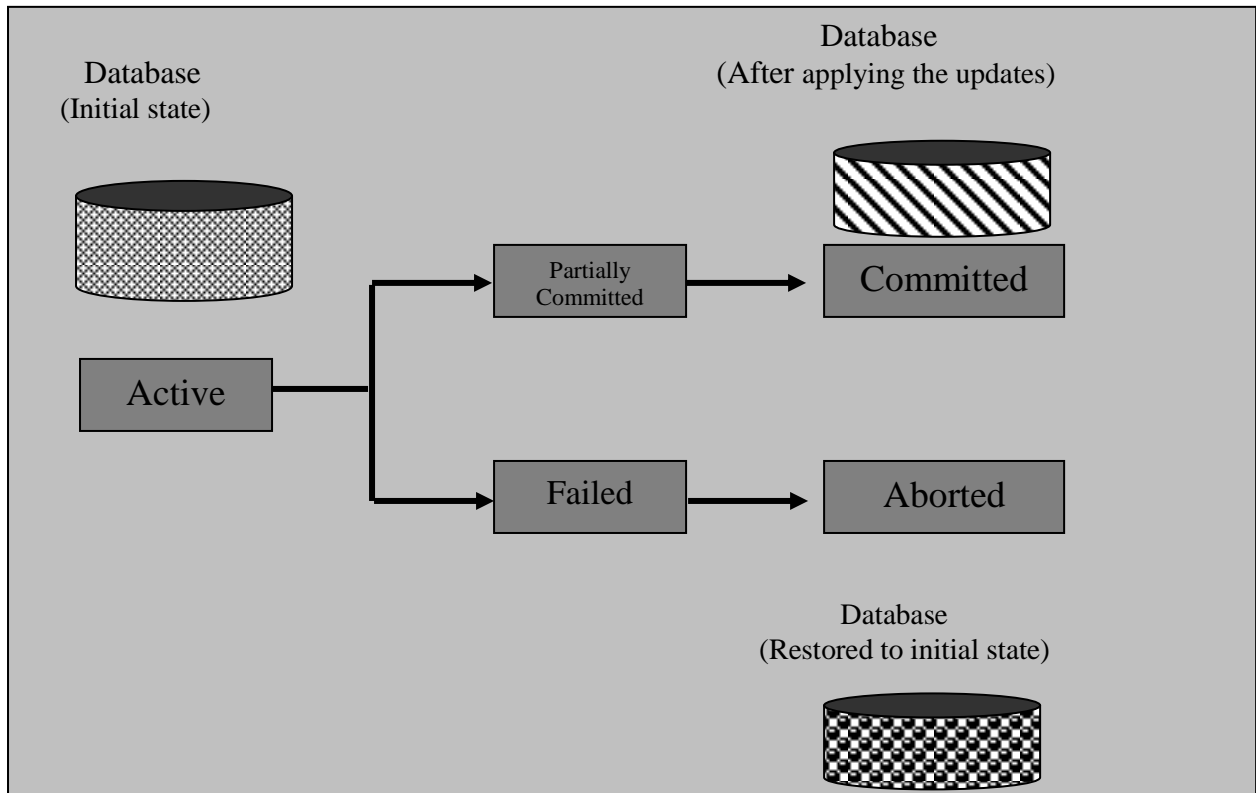 Database
(Initial state)
Database
(After applying the updates)
Partially
Committed
Committed
Active
Failed
Aborted
Database
(Restored to initial state)